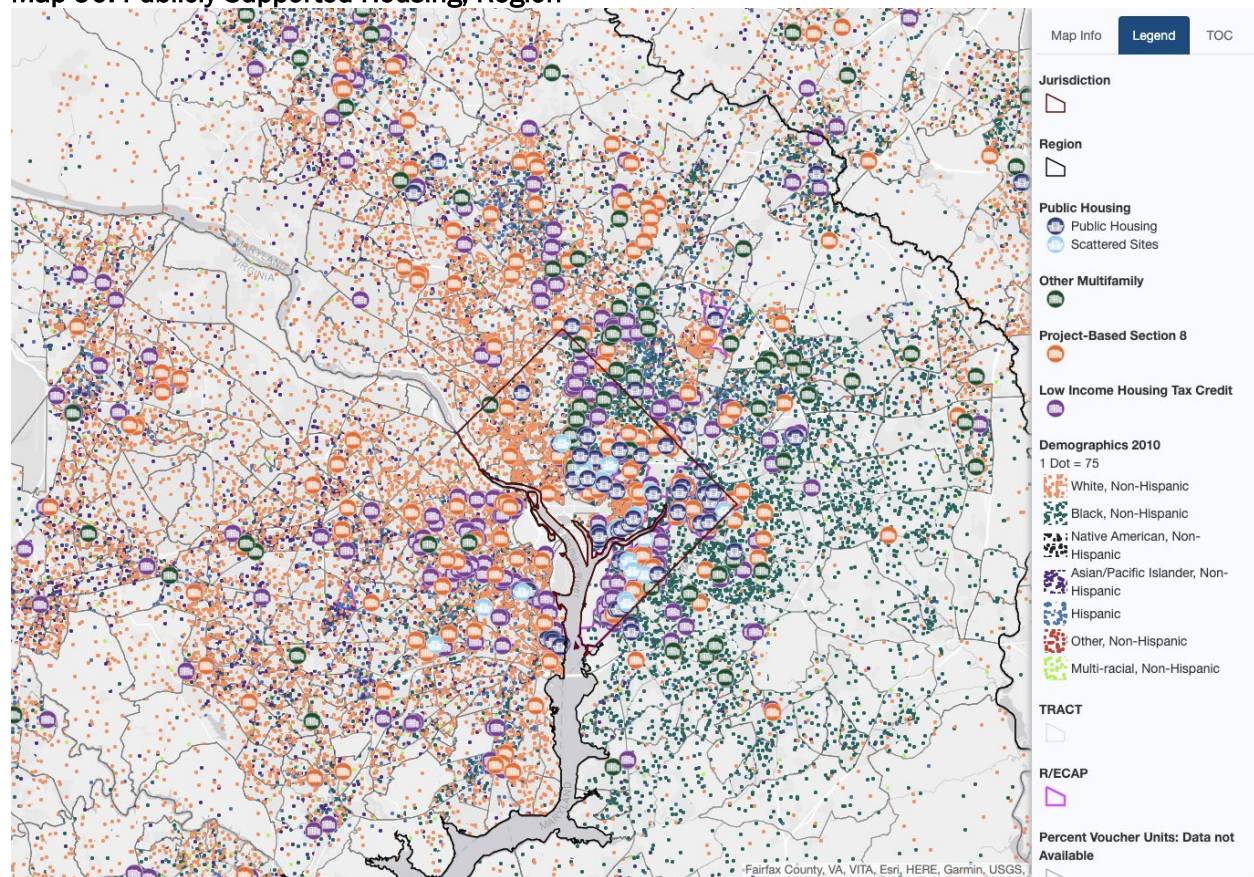 Map Info
Legend
TOC
Jurisdiction
Region
Public Housing
Public Housing
Scattered Sites
Other Multifamily
Project-Based Section 8
Low Income Housing Tax Credit
Demographics 2010
1 Dot = 75
White, Non-Hispanic
Black, Non-Hispanic
Native American, Non-
Hispanic
Asian/Pacific Islander, Non-
Hispanic
Hispanic
Other, Non-Hispanic
Multi-racial, Non-Hispanic
TRACT
R/ECAP
Percent Voucher Units: Data not
Available
MARYLAND
VIRGINIA
MARYLAND
Fairfax County, VA, VITA, Esri, HERE, Garmin, USGS,